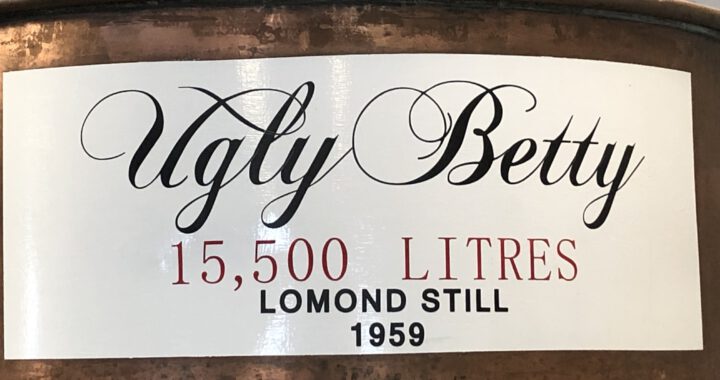 Ugly Betty
15,500 LITRES
LOMOND STILL
1959